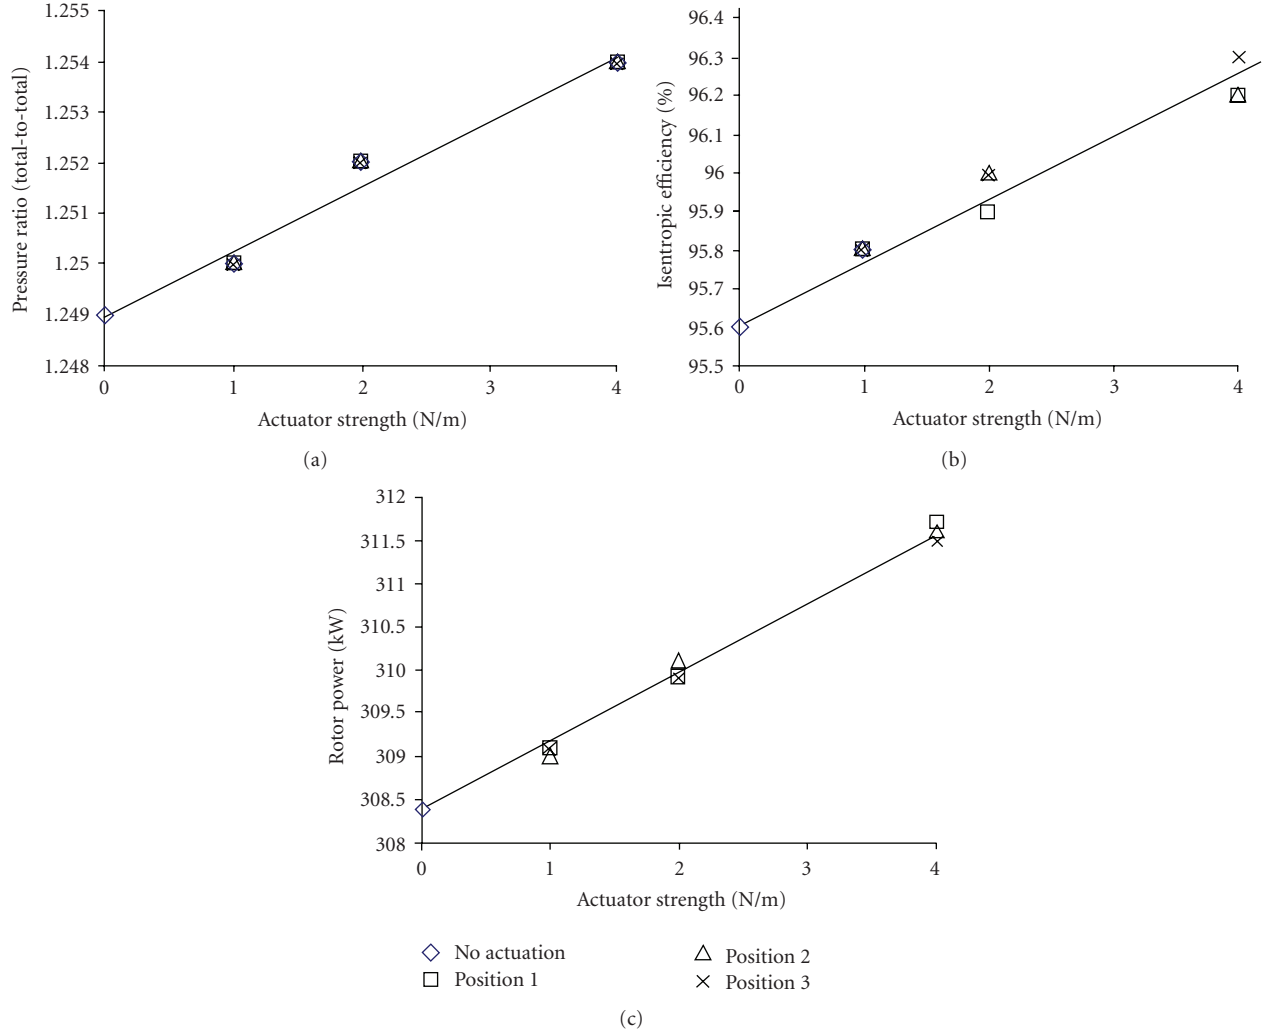 1.255
1.254
1.253
1.252
1.251
1.25
1.249
1.248
Pressure ratio (total-to-total)
0 1 2 3 4
Actuator strength (N/m)
(a)
96.4
96.3
96.2
96.1
96
95.9
95.8
95.7
95.6
95.5
Isentropic efficiency (%)
0 1 2 3 4
Actuator strength (N/m)
(b)
312
311.5
311
310.5
310
309.5
309
308.5
308
Rotor power (kW)
0 1 2 3 4
Actuator strength (N/m)
No actuation
Position 1
Position 2
Position 3
(c)